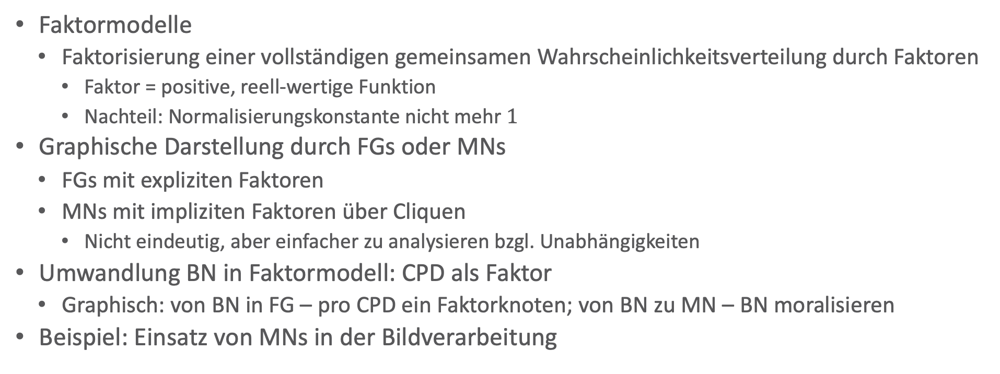 • Faktormodelle
• Faktorisierung einer vollständigen gemeinsamen Wahrscheinlichkeitsverteilung durch Faktoren
• Faktor = positive, reell-wertige Funktion
• Nachteil: Normalisierungskonstante nicht mehr 1
• Graphische Darstellung durch FGs oder MNs
• FGs mit expliziten Faktoren
• MNs mit impliziten Faktoren über Cliquen
• Nicht eindeutig, aber einfacher zu analysieren bzgl. Unabhängigkeiten
• Umwandlung BN in Faktormodell: CPD als Faktor
• Graphisch: von BN in FG – pro CPD ein Faktorknoten; von BN zu MN – BN moralisieren
• Beispiel: Einsatz von MNs in der Bildverarbeitung